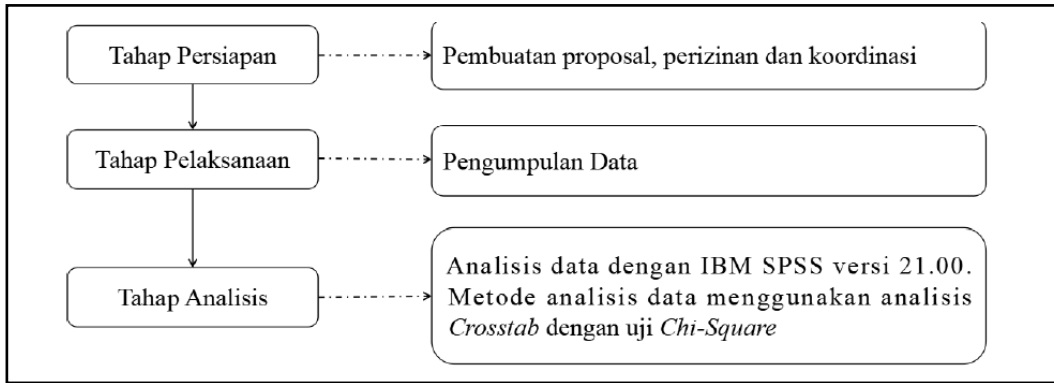 Tahap Persiapan
Pembuatan proposal, perizinan dan koordinasi
Tahap Pelaksanaan
Pengumpulan Data
Tahap Analisis
Analisis data dengan IBM SPSS versi 21.00.
Metode analisis data menggunakan analisis
Crosstab dengan uji Chi-Square